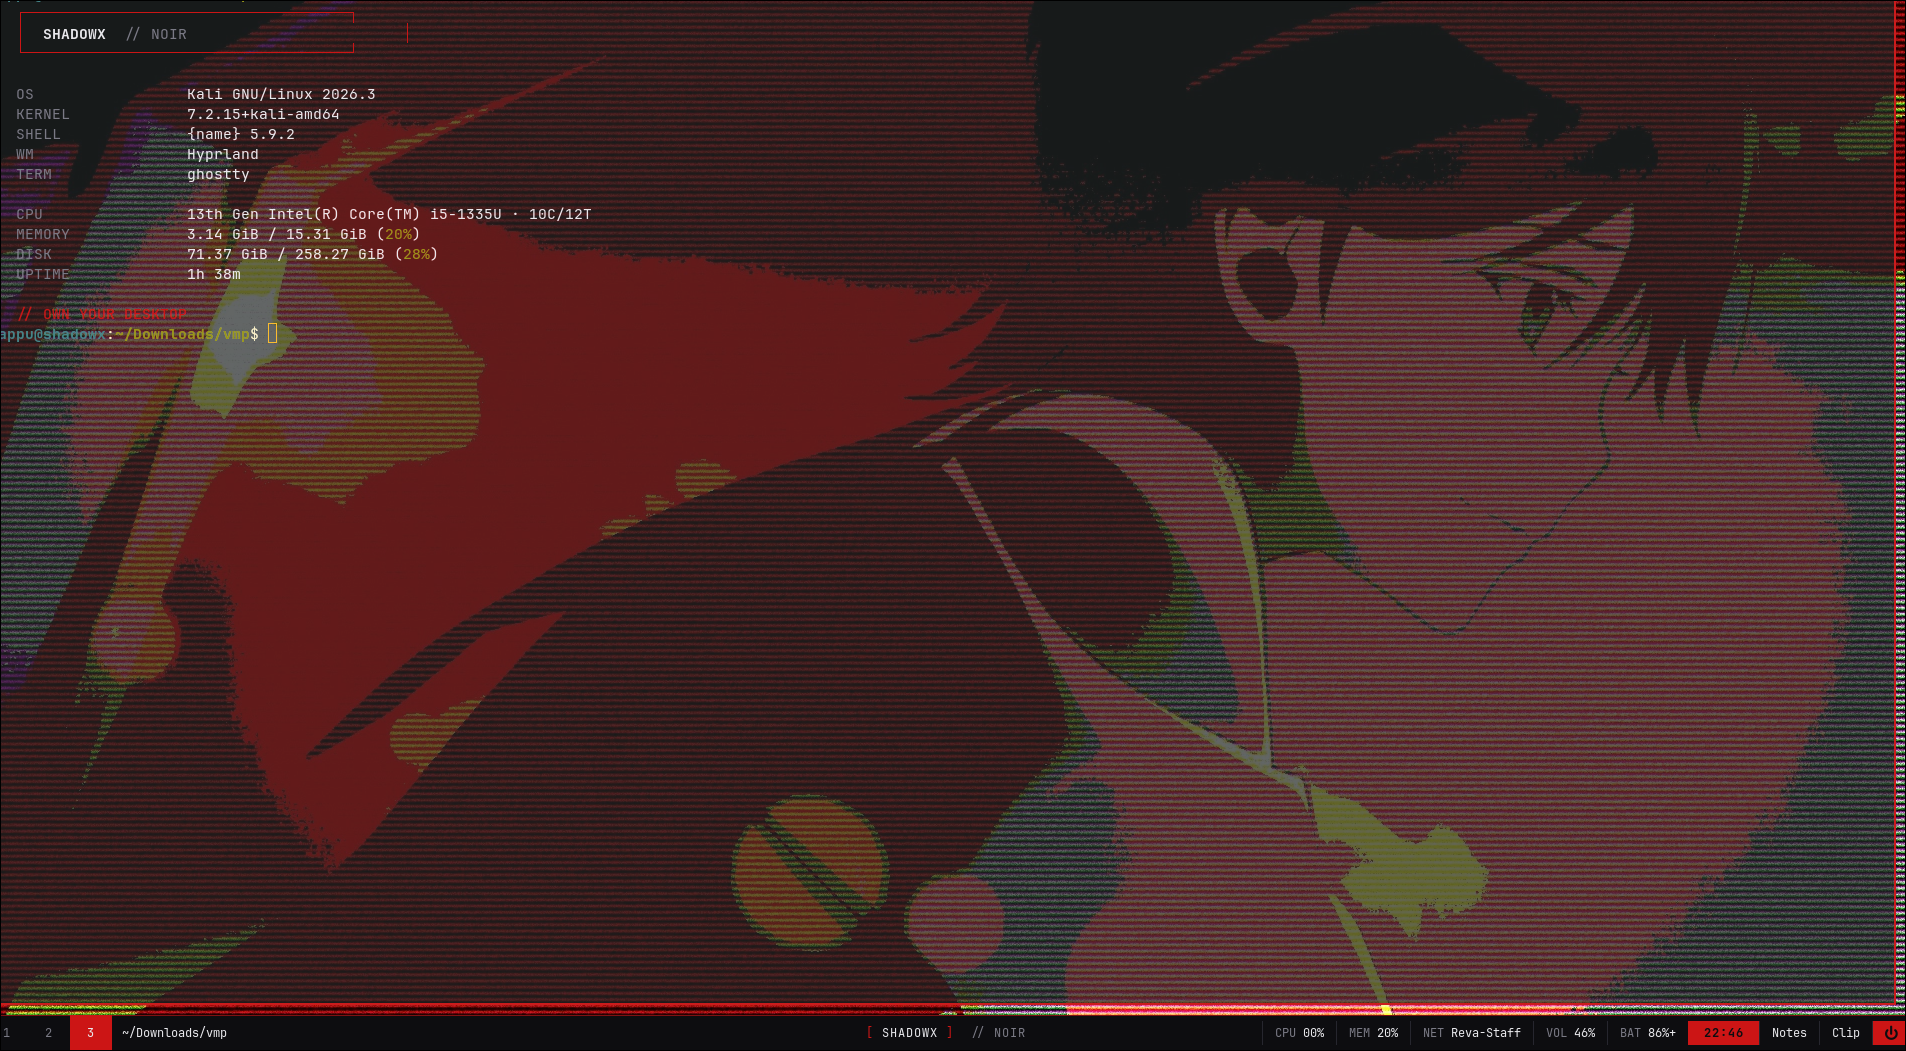 SHADOWX // NOIR
OS Kali GNU/Linux 2026.3
KERNEL 7.2.15+kali-amd64
SHELL {name} 5.9.2
WM Hyprland
TERM ghostty
CPU 13th Gen Intel(R) Core(TM) i5-1335U · 10C/12T
MEMORY 3.14 GiB / 15.31 GiB (20%)
DISK 71.37 GiB / 258.27 GiB (28%)
UPTIME 1h 38m
// OWN YOUR DESKTOP
appu@shadowx:~/Downloads/vmp$
1 2 3 ~/Downloads/vmp [ SHADOWX ] // NOIR CPU 00% MEM 20% NET Reva-Staff VOL 46% BAT 86%+ 22:46 Notes Clip